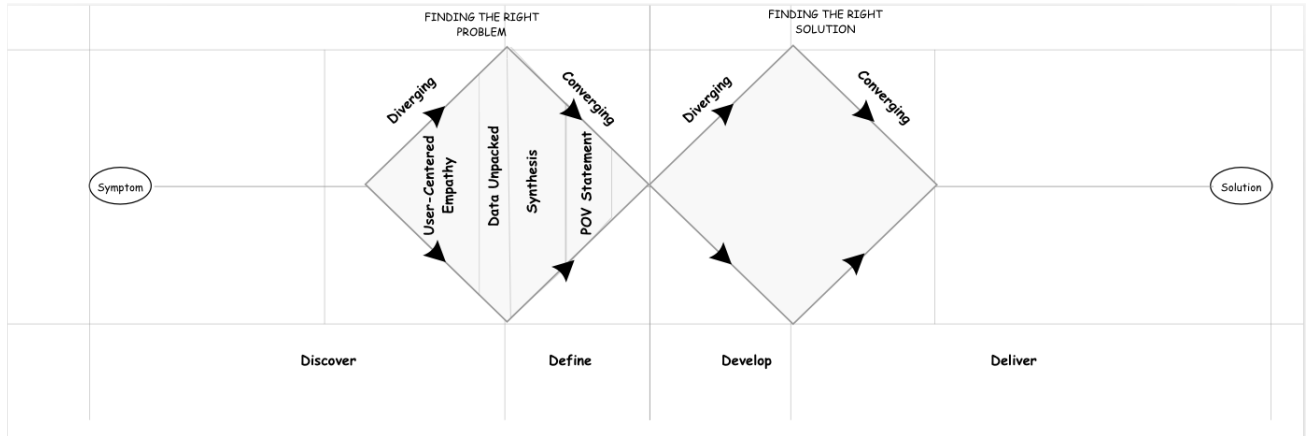 FINDING THE RIGHT
PROBLEM
FINDING THE RIGHT
SOLUTION
Diverging
Converging
Diverging
Converging
Symptom
User-Centered
Empathy
Data Unpacked
Synthesis
POV Statement
Solution
Discover
Define
Develop
Deliver